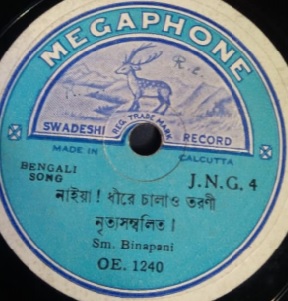 MEGAPHONE
R.L.
SWADESHI REG. TRADE MARK RECORD
MADE IN CALCUTTA
BENGALI
SONG
J.N.G. 4
নাইয়া! ধীরে চালাও তরণী
নৃত্যসম্বলিত।
Sm. Binapani
OE. 1240